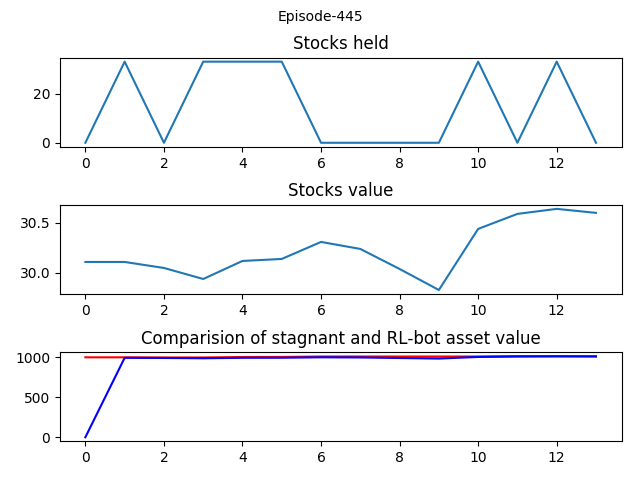 Episode-445
Stocks held
20
0
0 2 4 6 8 10 12
Stocks value
30.5
30.0
0 2 4 6 8 10 12
Comparision of stagnant and RL-bot asset value
1000
500
0
0 2 4 6 8 10 12